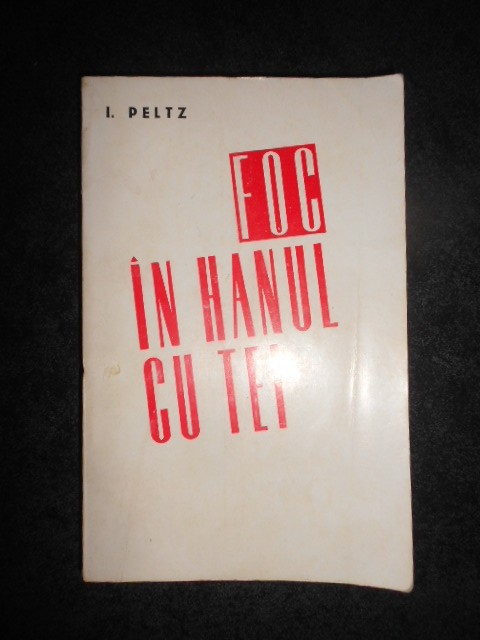 I. PELTZ
FOC
ÎN HANUL
CU TEI